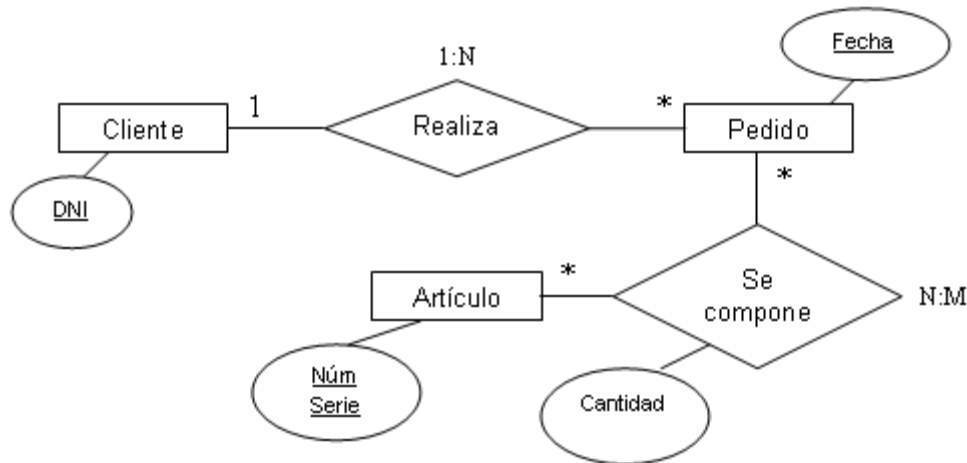 Fecha
1:N
1
*
Cliente
Realiza
Pedido
*
DNI
*
Se
compone
N:M
Artículo
Núm
Serie
Cantidad